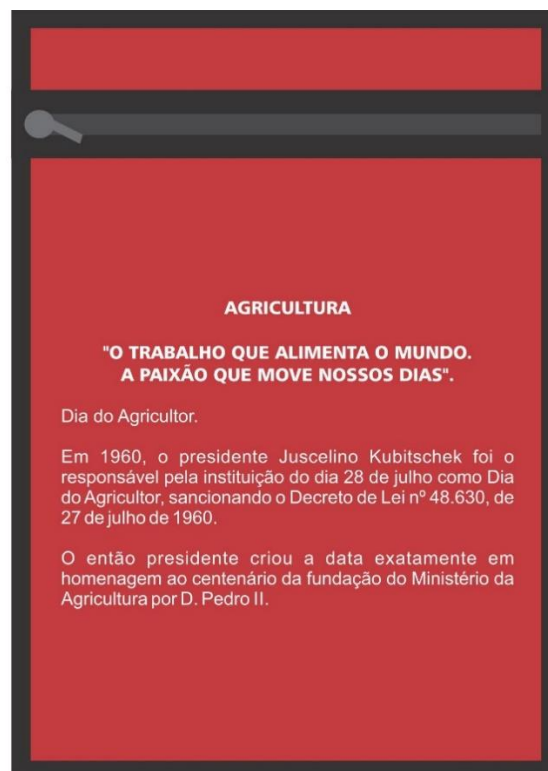 AGRICULTURA
"O TRABALHO QUE ALIMENTA O MUNDO.
A PAIXÃO QUE MOVE NOSSOS DIAS".
Dia do Agricultor.
Em 1960, o presidente Juscelino Kubitschek foi o
responsável pela instituição do dia 28 de julho como Dia
do Agricultor, sancionando o Decreto de Lei nº 48.630, de
27 de julho de 1960.
O então presidente criou a data exatamente em
homenagem ao centenário da fundação do Ministério da
Agricultura por D. Pedro II.